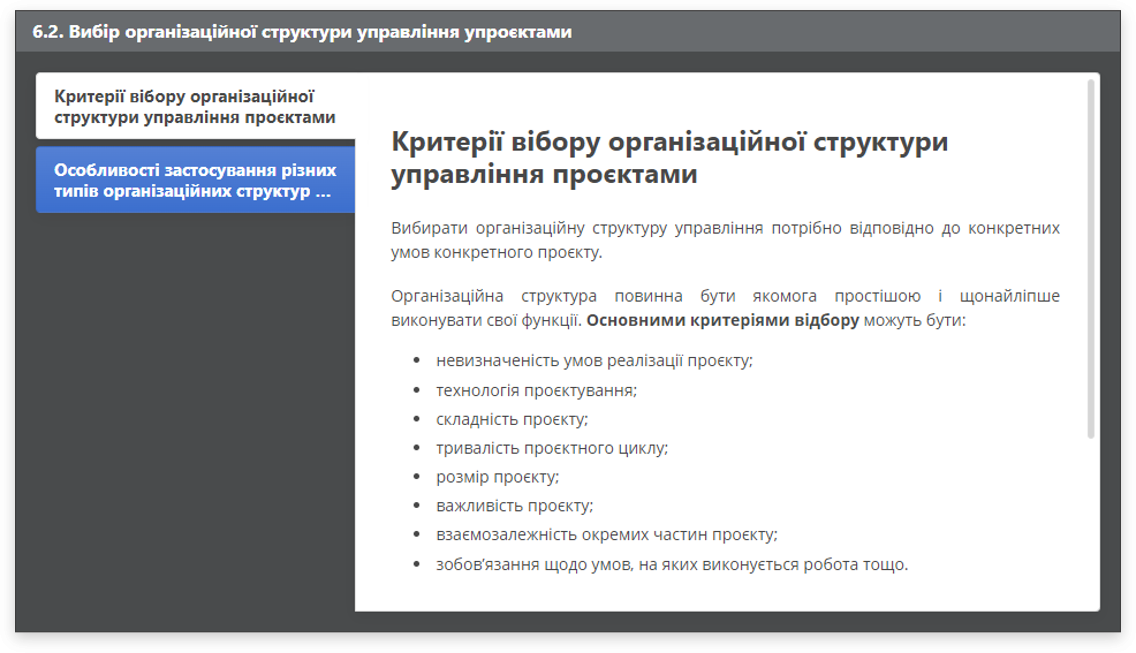 6.2. Вибір організаційної структури управління упроєктами
Критерії вібору організаційної
структури управління проєктами
Особливості застосування різних
типів організаційних структур ...
Критерії вібору організаційної структури
управління проєктами
Вибирати організаційну структуру управління потрібно відповідно до конкретних
умов конкретного проєкту.
Організаційна структура повинна бути якомога простішою і щонайліпше
виконувати свої функції. Основними критеріями відбору можуть бути:
• невизначеність умов реалізації проєкту;
• технологія проєктування;
• складність проєкту;
• тривалість проєктного циклу;
• розмір проєкту;
• важливість проєкту;
• взаємозалежність окремих частин проєкту;
• зобов’язання щодо умов, на яких виконується робота тощо.